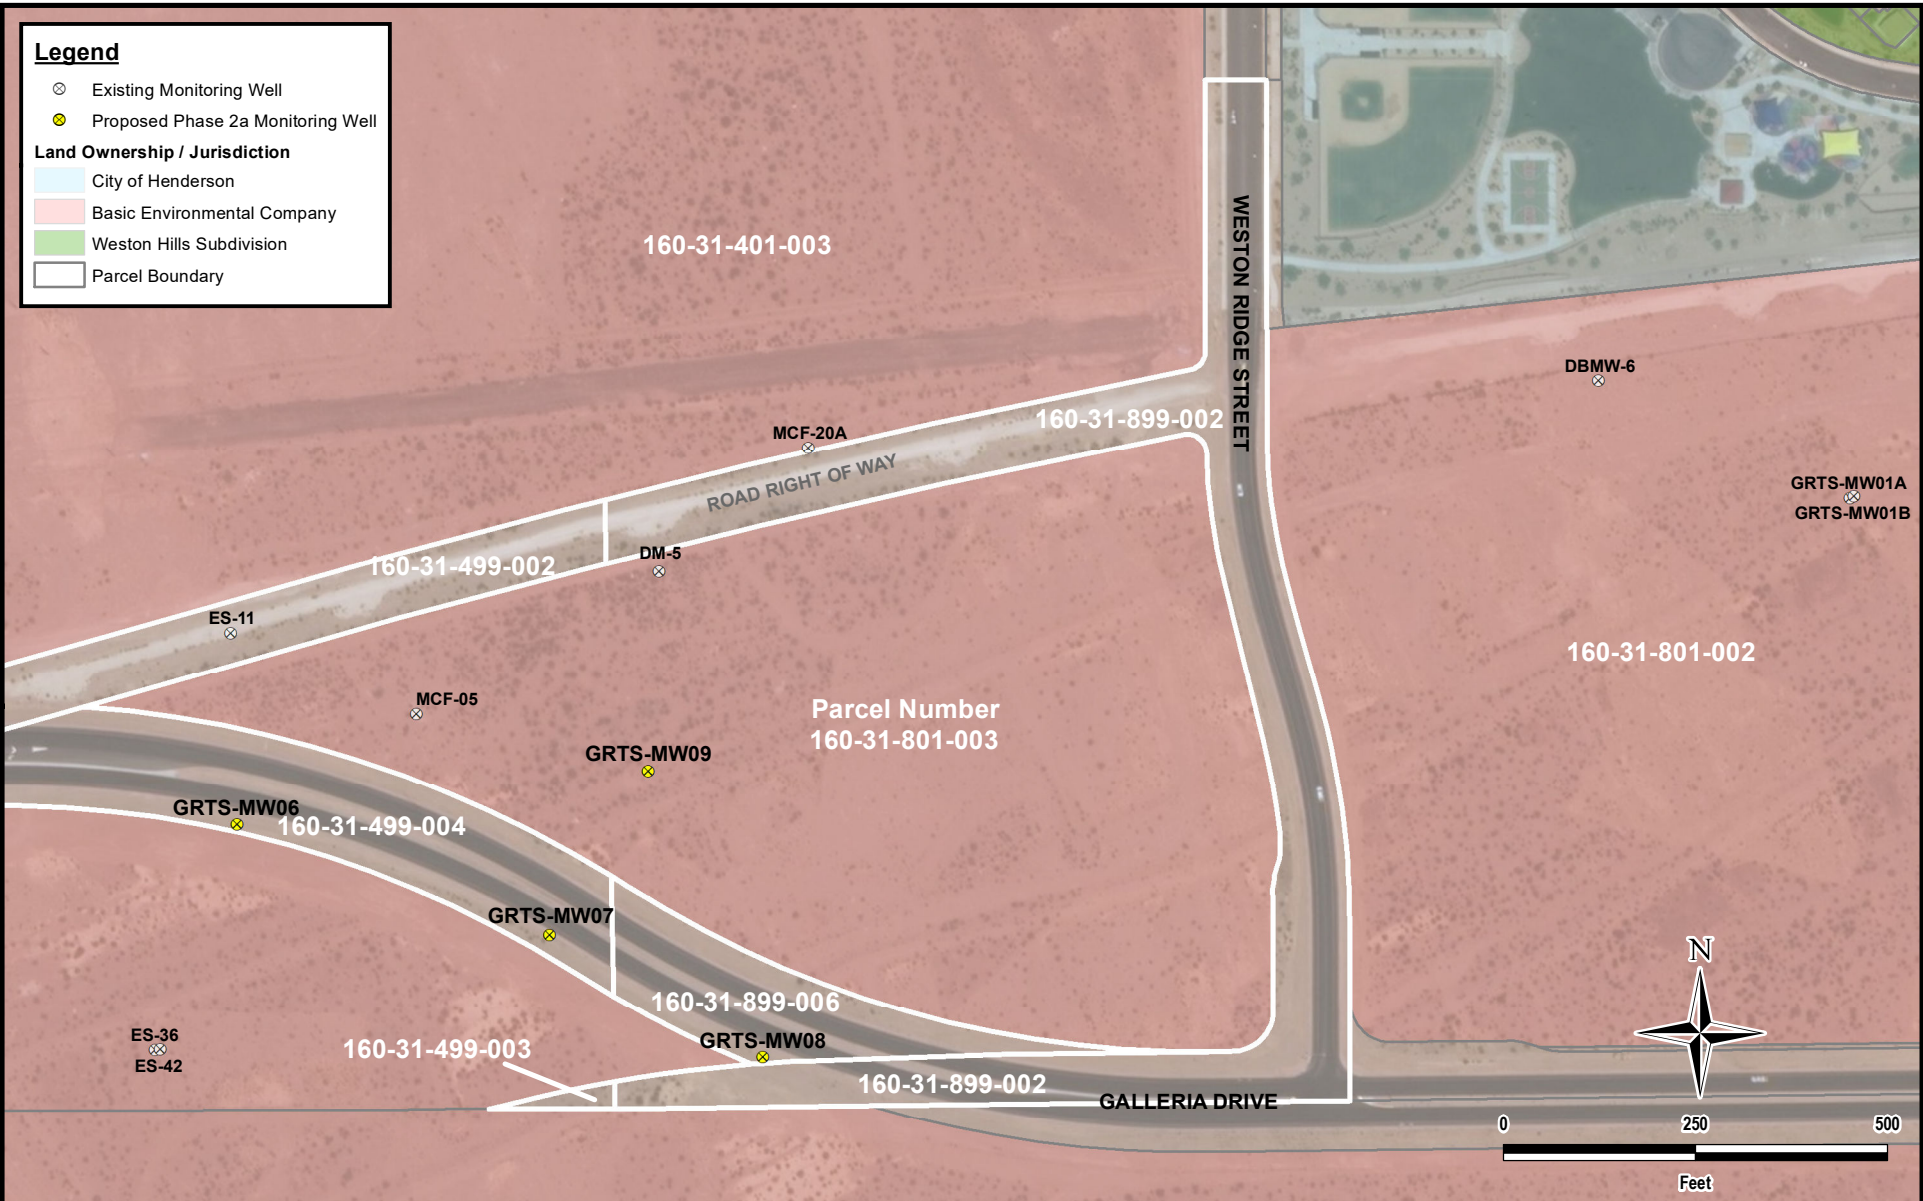 Legend
Existing Monitoring Well
Proposed Phase 2a Monitoring Well
Land Ownership / Jurisdiction
City of Henderson
Basic Environmental Company
Weston Hills Subdivision
Parcel Boundary
160-31-401-003
WESTON RIDGE STREET
DBMW-6
160-31-899-002
MCF-20A
ROAD RIGHT OF WAY
GRTS-MW01A
GRTS-MW01B
DM-5
160-31-499-002
ES-11
160-31-801-002
MCF-05
Parcel Number
160-31-801-003
GRTS-MW09
GRTS-MW06
160-31-499-004
GRTS-MW07
N
160-31-899-006
GRTS-MW08
ES-36
ES-42
160-31-499-003
160-31-899-002
GALLERIA DRIVE
0 250 500
Feet